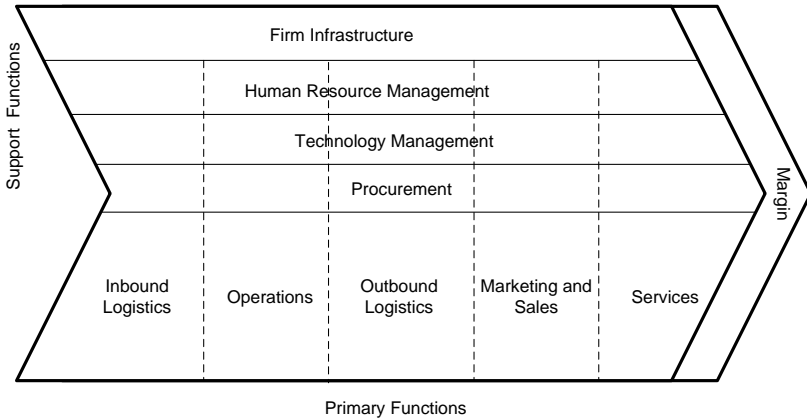 Firm Infrastructure
Human Resource Management
Technology Management
Procurement
Support Functions
Margin
Inbound
Logistics
Operations
Outbound
Logistics
Marketing and
Sales
Services
Primary Functions